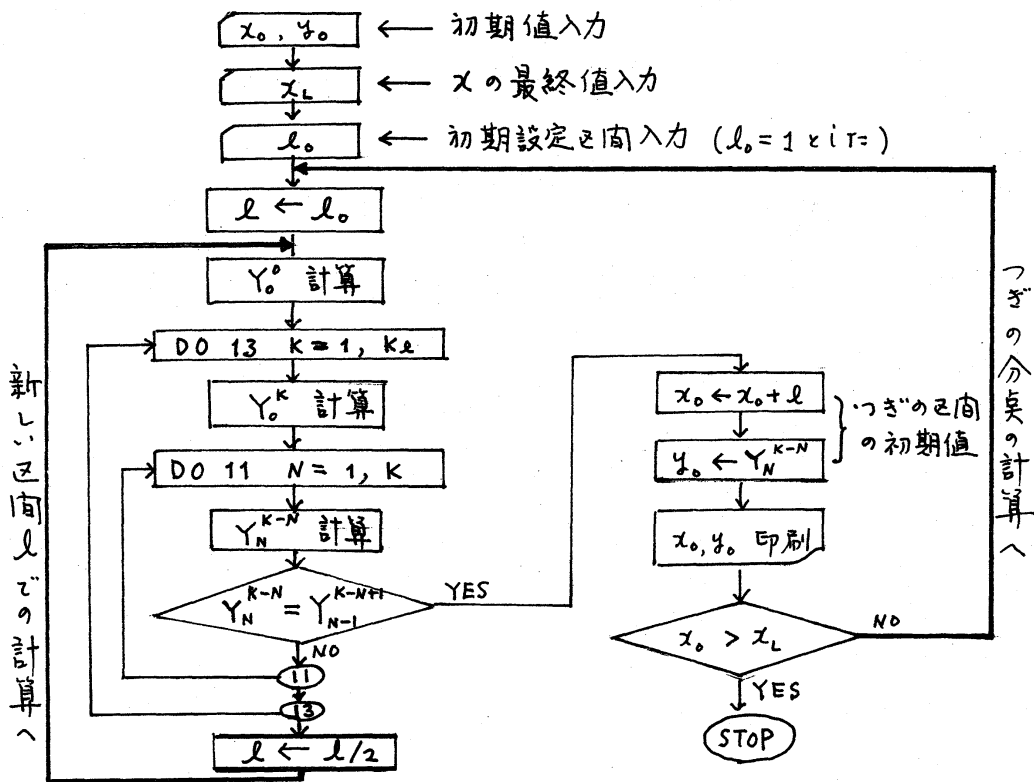 x₀, y₀ ← 初期値入力
x_L ← xの最終値入力
l₀ ← 初期設定区間入力 (l₀=1とした)
l ← l₀
Y₀⁰ 計算
DO 13 K=1, Kℓ
Y₀ᴷ 計算
DO 11 N=1, K
Y_N^{K-N} 計算
Y_N^{K-N} = Y_{N-1}^{K-N+1}
YES
NO
11
13
l ← l/2
新しい区間lでの計算へ
x₀ ← x₀+l
y₀ ← Y_N^{K-N}
つぎの区間
の初期値
x₀, y₀ 印刷
x₀ > x_L
NO
YES
STOP
つぎの分点の計算へ